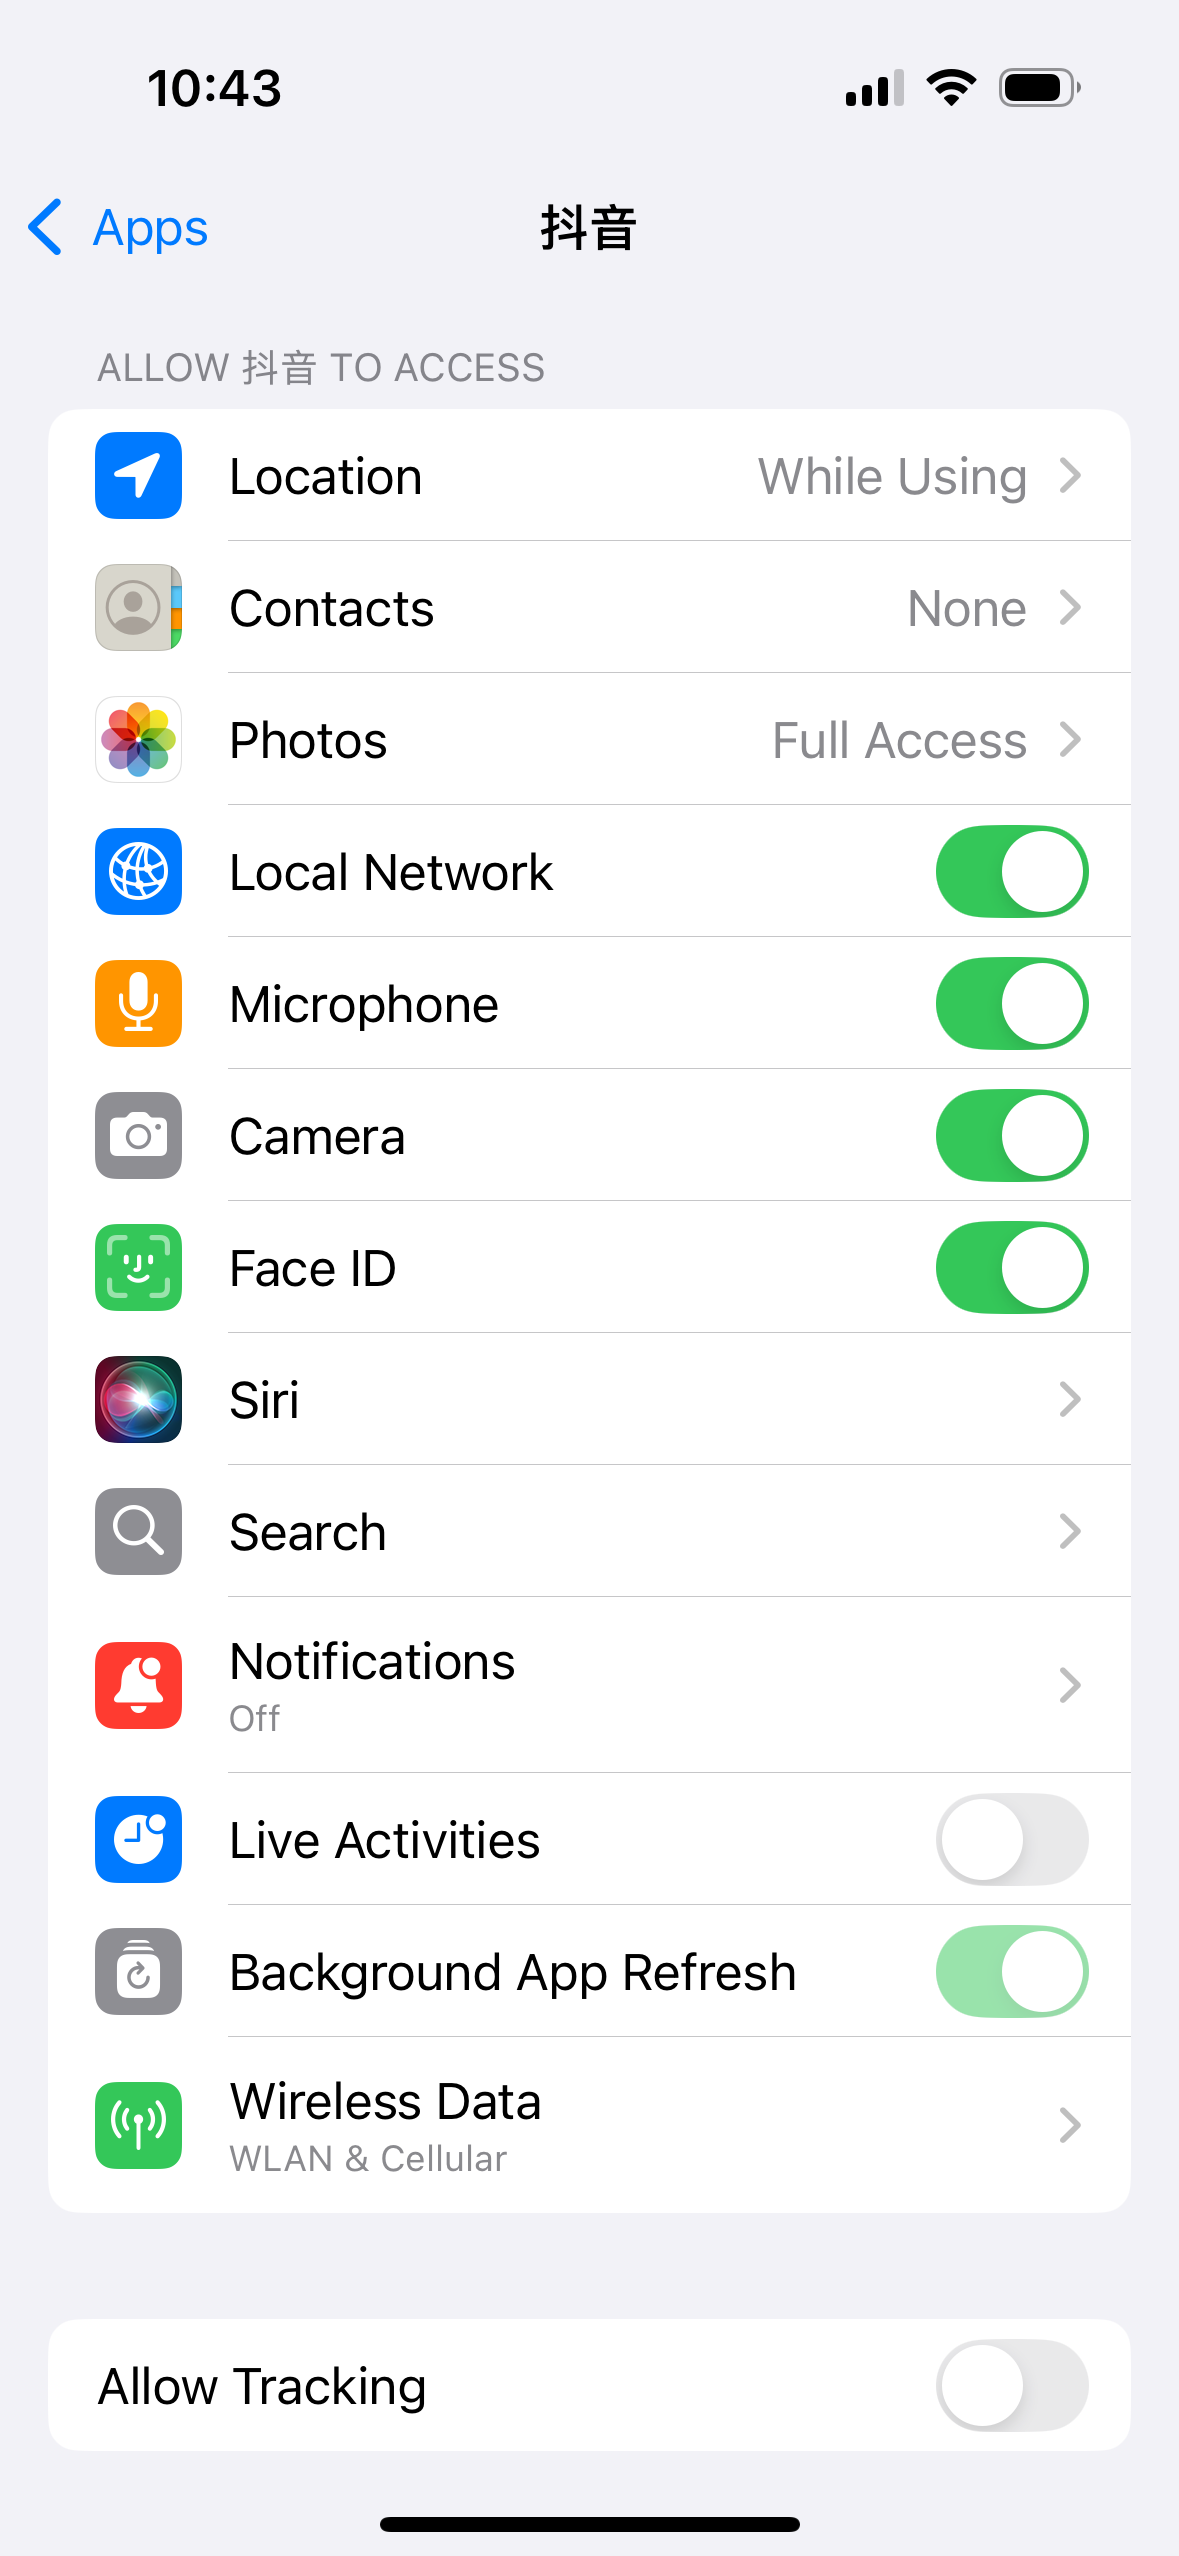 10:43
Apps
抖音
ALLOW 抖音 TO ACCESS
Location While Using
Contacts None
Photos Full Access
Local Network
Microphone
Camera
Face ID
Siri
Search
Notifications
Off
Live Activities
Background App Refresh
Wireless Data
WLAN & Cellular
Allow Tracking